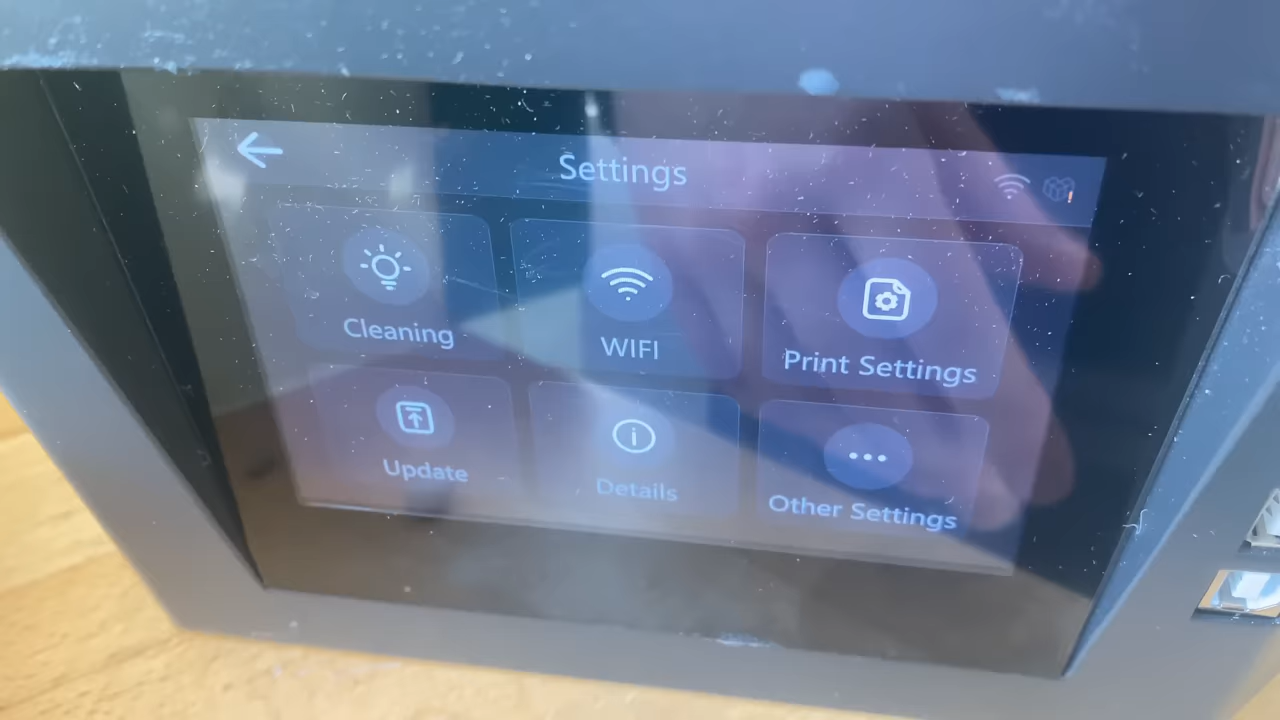 Settings
Cleaning
WIFI
Print Settings
Update
Details
Other Settings